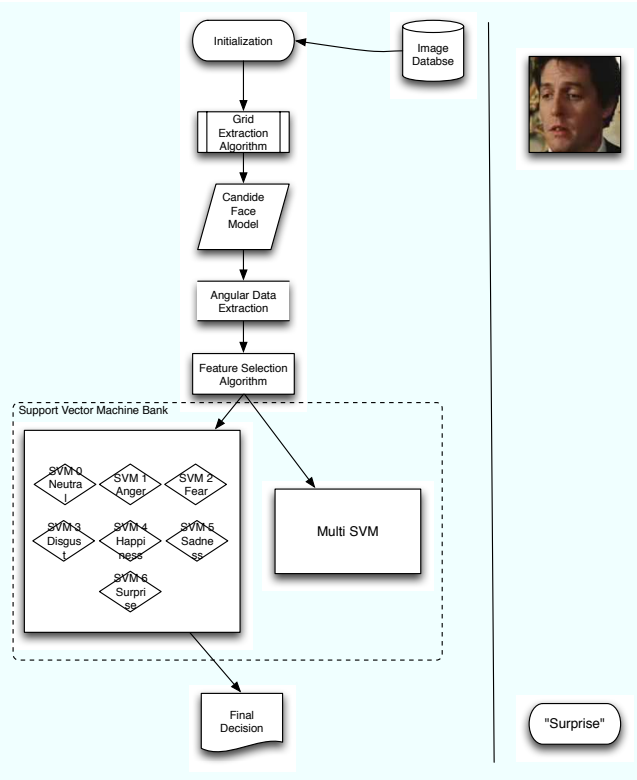 Initialization
Image
Databse
Grid
Extraction
Algorithm
Candide
Face
Model
Angular Data
Extraction
Feature Selection
Algorithm
Support Vector Machine Bank
SVM 0
Neutra
l
SVM 1
Anger
SVM 2
Fear
SVM 3
Disgus
t
SVM 4
Happi
ness
SVM 5
Sadne
ss
SVM 6
Surpri
se
Multi SVM
Final
Decision
"Surprise"